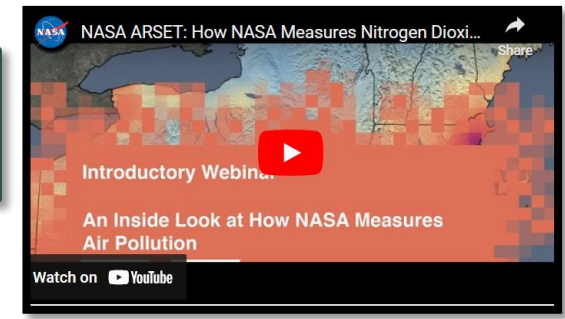 NASA
NASA ARSET: How NASA Measures Nitrogen Dioxi...
Share
Introductory Webinar
An Inside Look at How NASA Measures
Air Pollution
Watch on YouTube